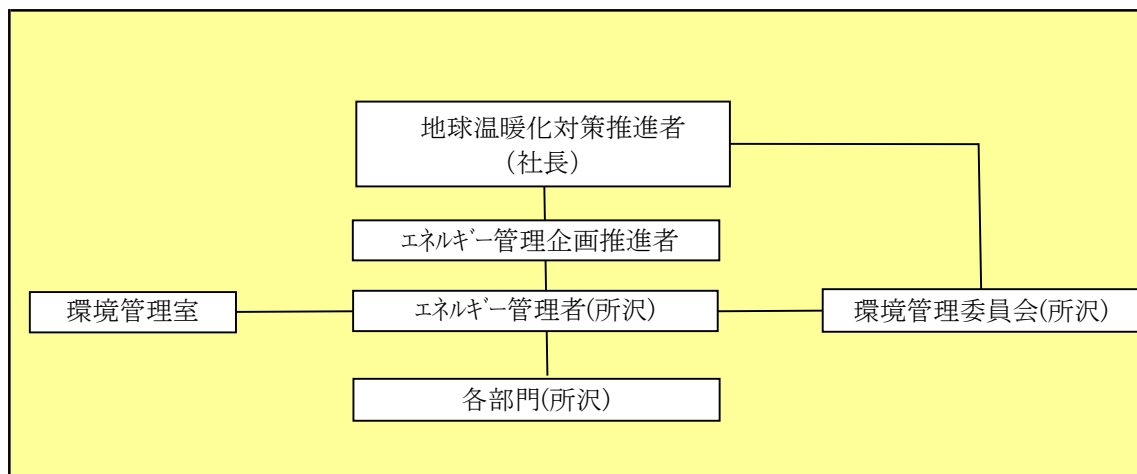 地球温暖化対策推進者
(社長)
エネルギー管理企画推進者
環境管理室
エネルギー管理者(所沢)
環境管理委員会(所沢)
各部門(所沢)